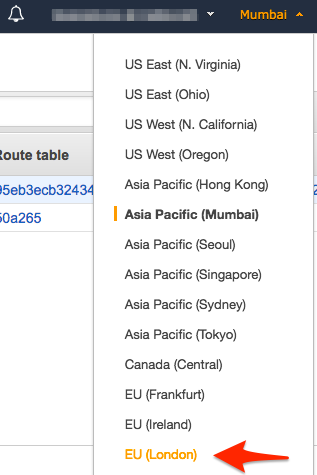 Mumbai
US East (N. Virginia)
US East (Ohio)
US West (N. California)
Route table
US West (Oregon)
Asia Pacific (Hong Kong)
95eb3ecb32434
Asia Pacific (Mumbai)
50a265
Asia Pacific (Seoul)
Asia Pacific (Singapore)
Asia Pacific (Sydney)
Asia Pacific (Tokyo)
Canada (Central)
EU (Frankfurt)
EU (Ireland)
EU (London)